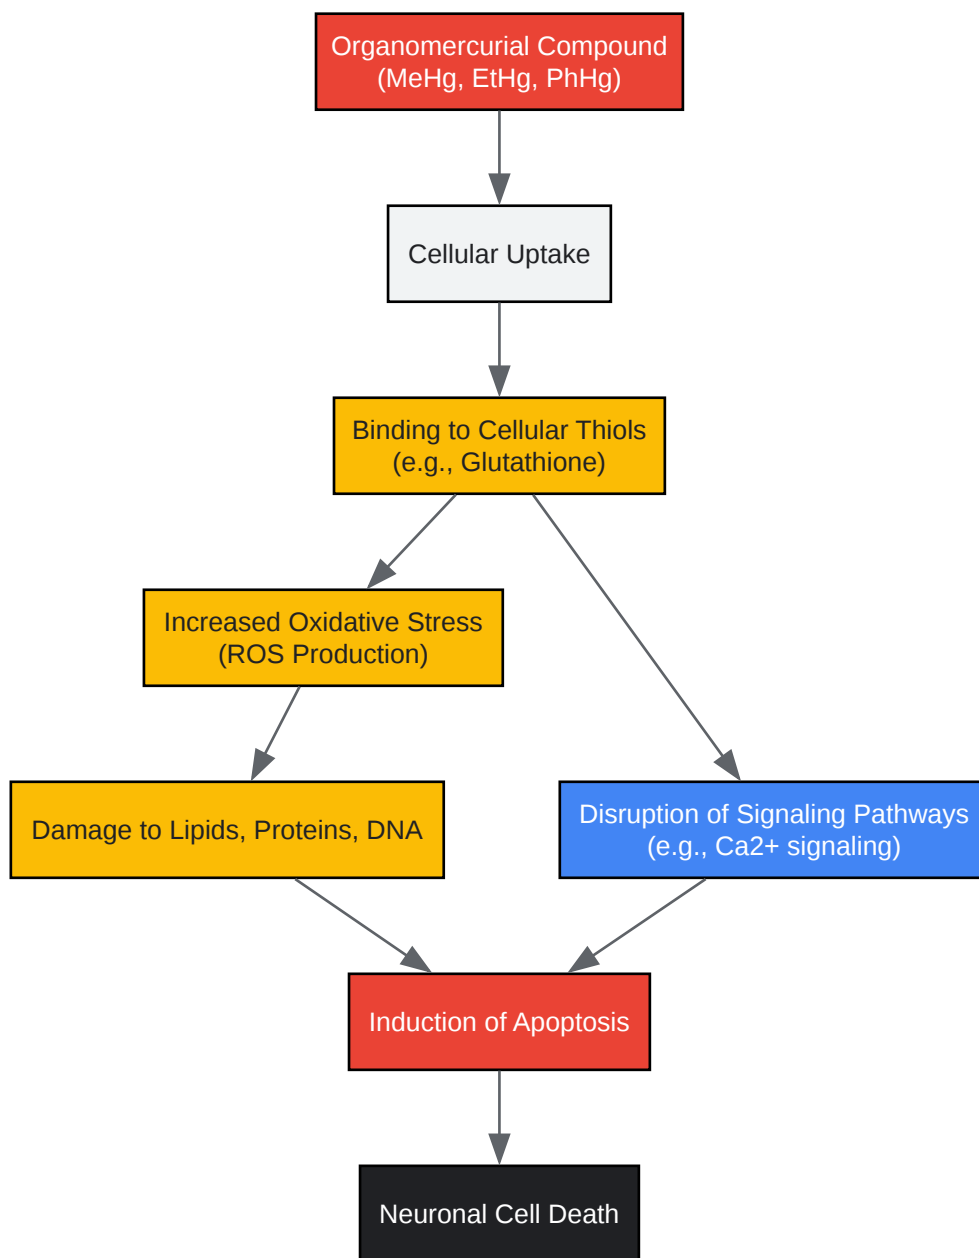 Organomercurial Compound
(MeHg, EtHg, PhHg)
Cellular Uptake
Binding to Cellular Thiols
(e.g., Glutathione)
Increased Oxidative Stress
(ROS Production)
Damage to Lipids, Proteins, DNA
Disruption of Signaling Pathways
(e.g., Ca2+ signaling)
Induction of Apoptosis
Neuronal Cell Death